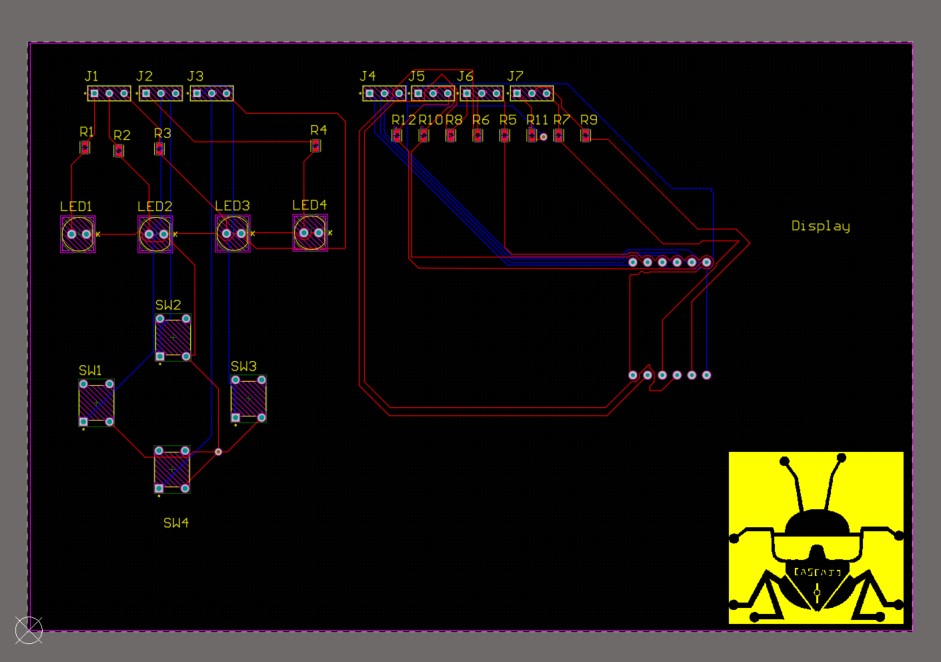 J1 J2 J3 J4 J5 J6 J7
R1 R2 R3 R4 R12 R10 R8 R6 R5 R11 R7 R9
LED1 LED2 LED3 LED4
K K K K
Display
SW2
SW1 SW3
SW4